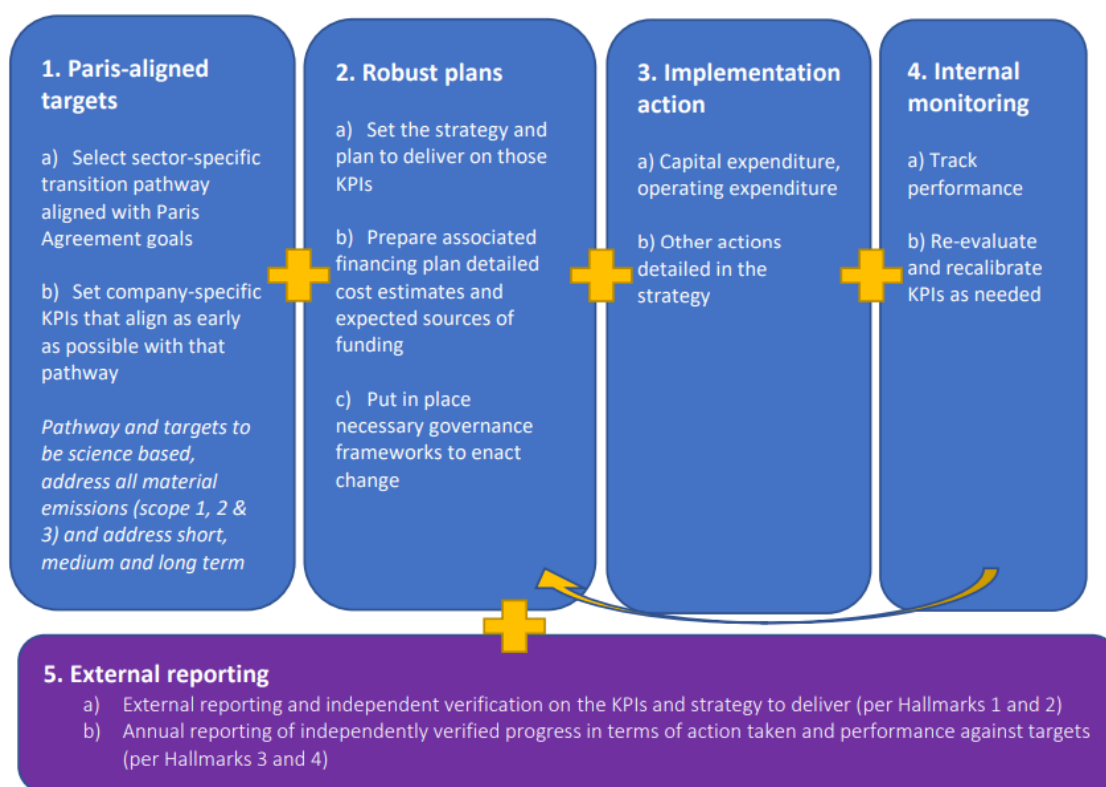 1. Paris-aligned
targets
a) Select sector-specific
transition pathway
aligned with Paris
Agreement goals
b) Set company-specific
KPIs that align as early
as possible with that
pathway
Pathway and targets to
be science based,
address all material
emissions (scope 1, 2 &
3) and address short,
medium and long term
2. Robust plans
a) Set the strategy and
plan to deliver on those
KPIs
b) Prepare associated
financing plan detailed
cost estimates and
expected sources of
funding
c) Put in place
necessary governance
frameworks to enact
change
3. Implementation
action
a) Capital expenditure,
operating expenditure
b) Other actions
detailed in the
strategy
4. Internal
monitoring
a) Track
performance
b) Re-evaluate
and recalibrate
KPIs as needed
5. External reporting
a) External reporting and independent verification on the KPIs and strategy to deliver (per Hallmarks 1 and 2)
b) Annual reporting of independently verified progress in terms of action taken and performance against targets
(per Hallmarks 3 and 4)